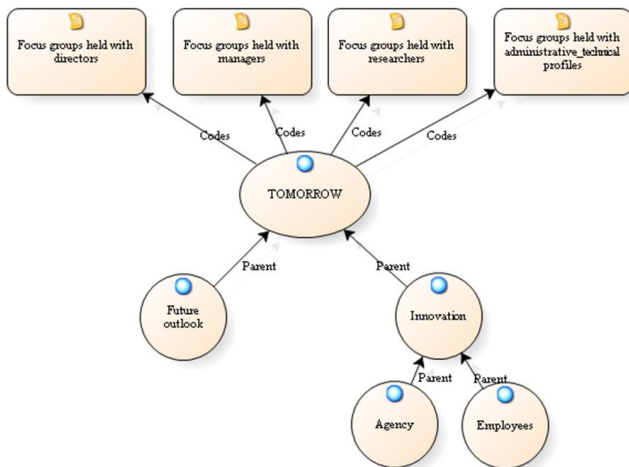 Focus groups held with
directors
Focus groups held with
managers
Focus groups held with
researchers
Focus groups held with
administrative_technical
profiles
Codes
Codes
Codes
Codes
TOMORROW
Parent
Parent
Future
outlook
Innovation
Parent
Parent
Agency
Employees